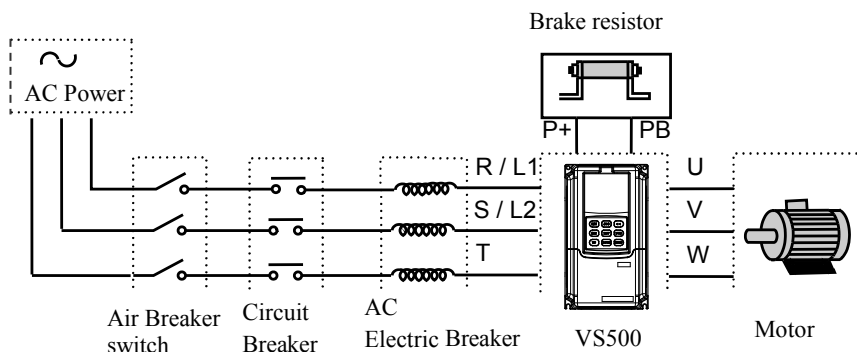 Brake resistor
AC Power
P+ PB
R / L1 U
S / L2 V
T W
Air Breaker switch
Circuit Breaker
AC Electric Breaker
VS500
Motor